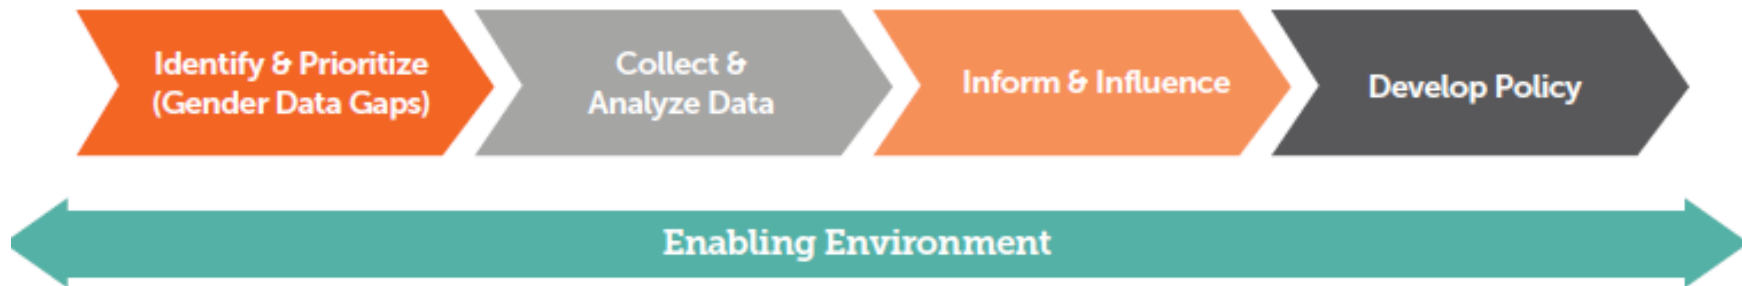 Identify & Prioritize
(Gender Data Gaps)
Collect &
Analyze Data
Inform & Influence
Develop Policy
Enabling Environment